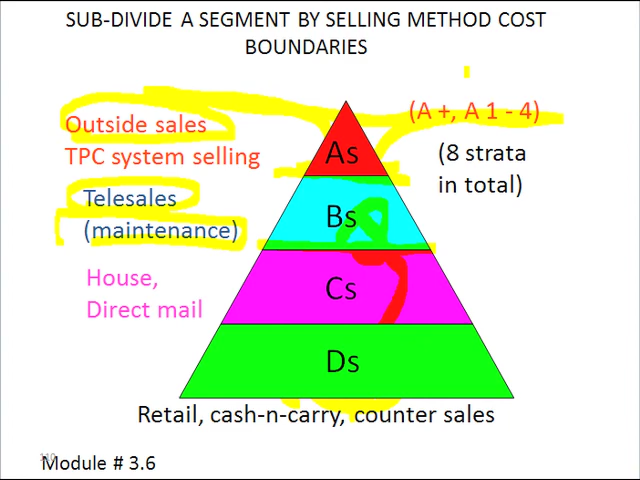 SUB-DIVIDE A SEGMENT BY SELLING METHOD COST
BOUNDARIES
(A +, A 1 - 4)
Outside sales
TPC system selling
As
(8 strata
in total)
Telesales
(maintenance)
Bs
House,
Direct mail
Cs
Ds
Retail, cash-n-carry, counter sales
Module # 3.6